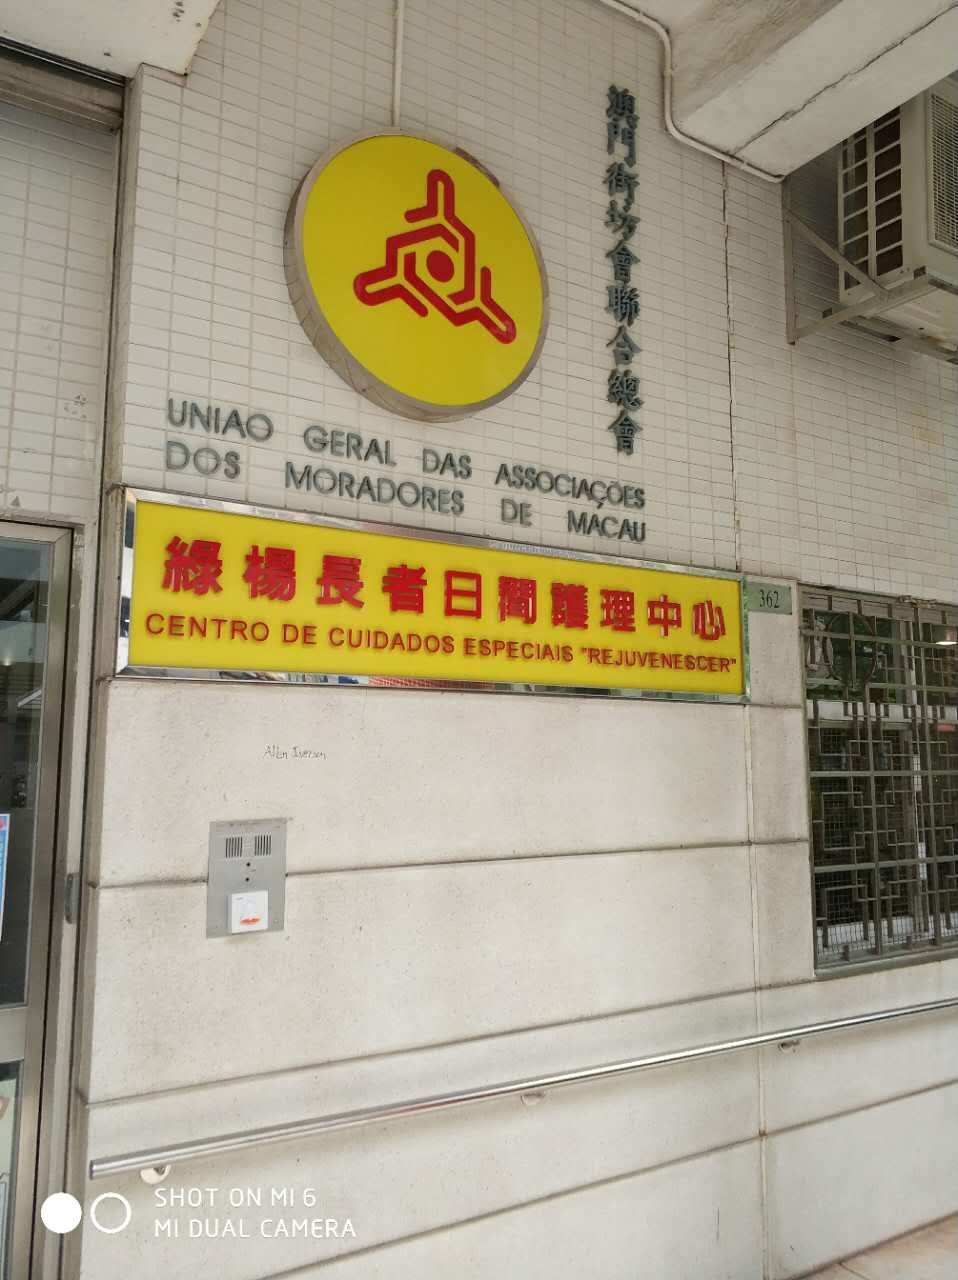 澳門街坊會聯合總會
UNIAO GERAL DAS ASSOCIAÇÕES
DOS MORADORES DE MACAU
綠楊長者日間護理中心
CENTRO DE CUIDADOS ESPECIAIS "REJUVENESCER"
362
Allen Iverson
SHOT ON MI 6
MI DUAL CAMERA